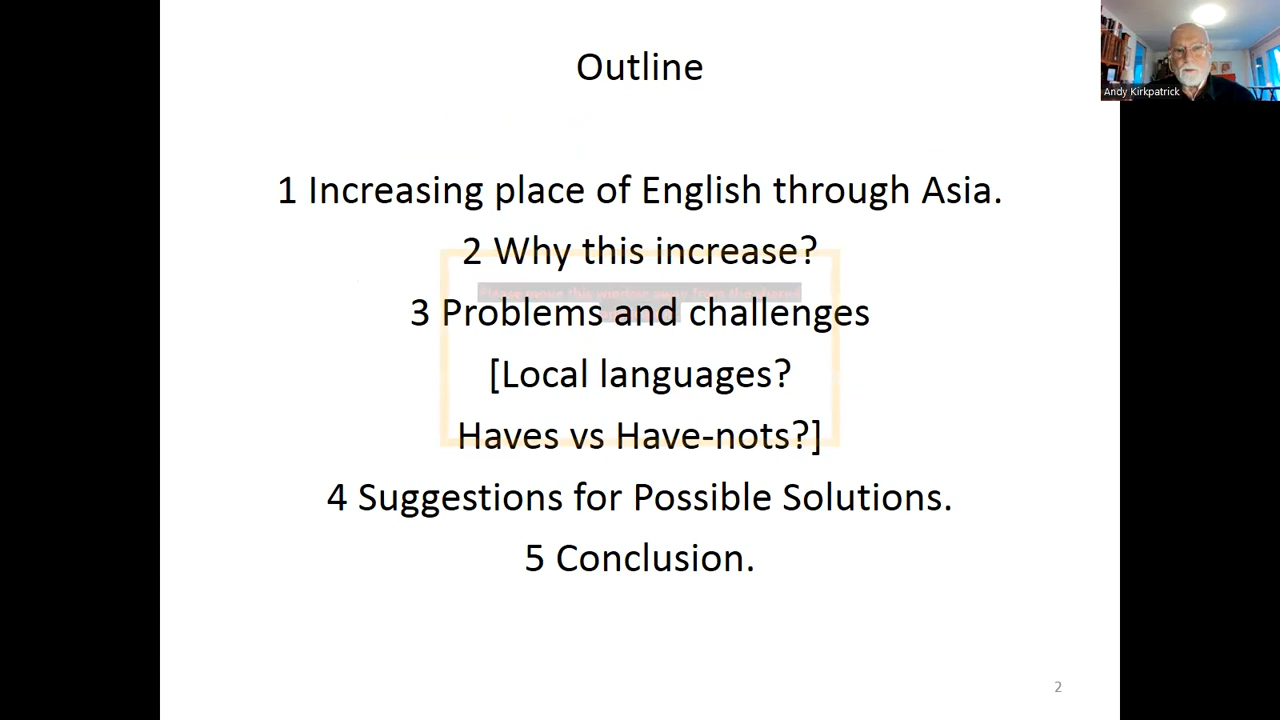 Outline
Andy Kirkpatrick
1 Increasing place of English through Asia.
2 Why this increase?
3 Problems and challenges
[Local languages?
Haves vs Have-nots?]
4 Suggestions for Possible Solutions.
5 Conclusion.
2